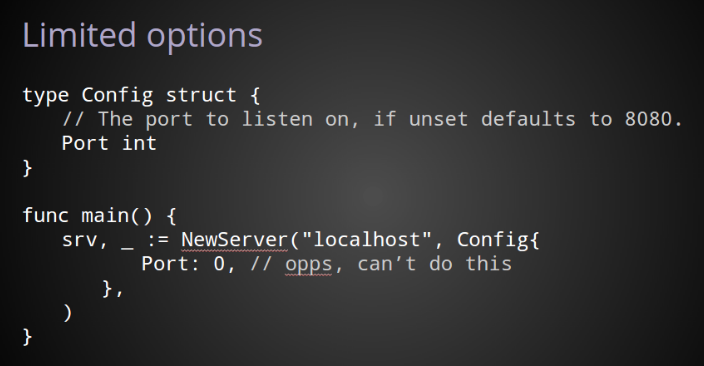 Limited options
type Config struct {
// The port to listen on, if unset defaults to 8080.
Port int
}
func main() {
srv, _ := NewServer("localhost", Config{
Port: 0, // opps, can’t do this
},
)
}